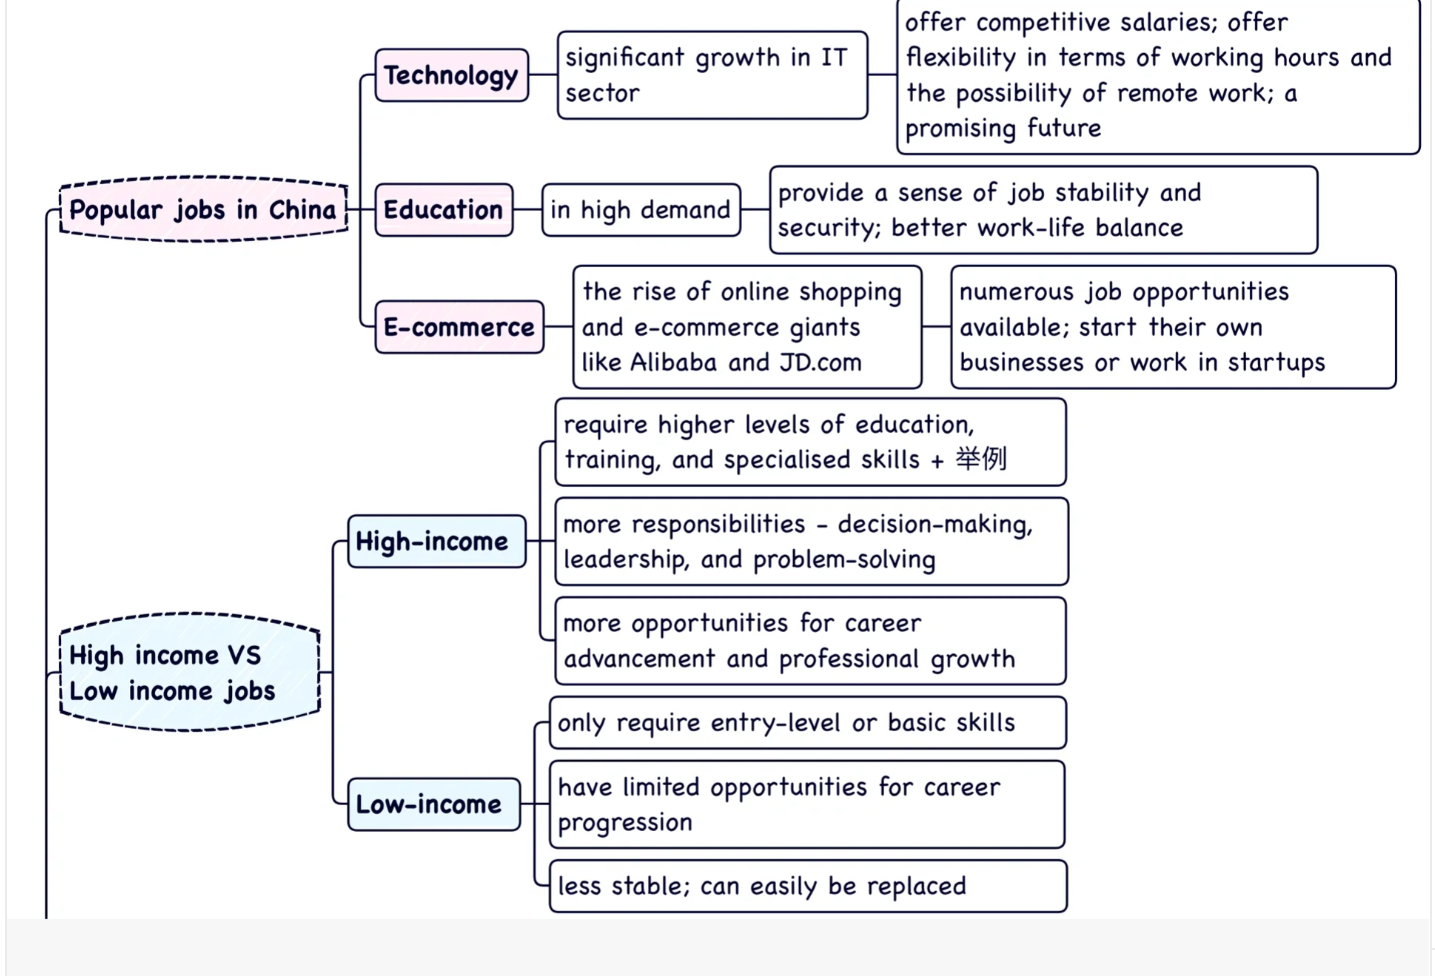 Popular jobs in China
Technology
significant growth in IT
sector
offer competitive salaries; offer
flexibility in terms of working hours and
the possibility of remote work; a
promising future
Education
in high demand
provide a sense of job stability and
security; better work-life balance
E-commerce
the rise of online shopping
and e-commerce giants
like Alibaba and JD.com
numerous job opportunities
available; start their own
businesses or work in startups
High income VS
Low income jobs
High-income
require higher levels of education,
training, and specialised skills + 举例
more responsibilities - decision-making,
leadership, and problem-solving
more opportunities for career
advancement and professional growth
Low-income
only require entry-level or basic skills
have limited opportunities for career
progression
less stable; can easily be replaced